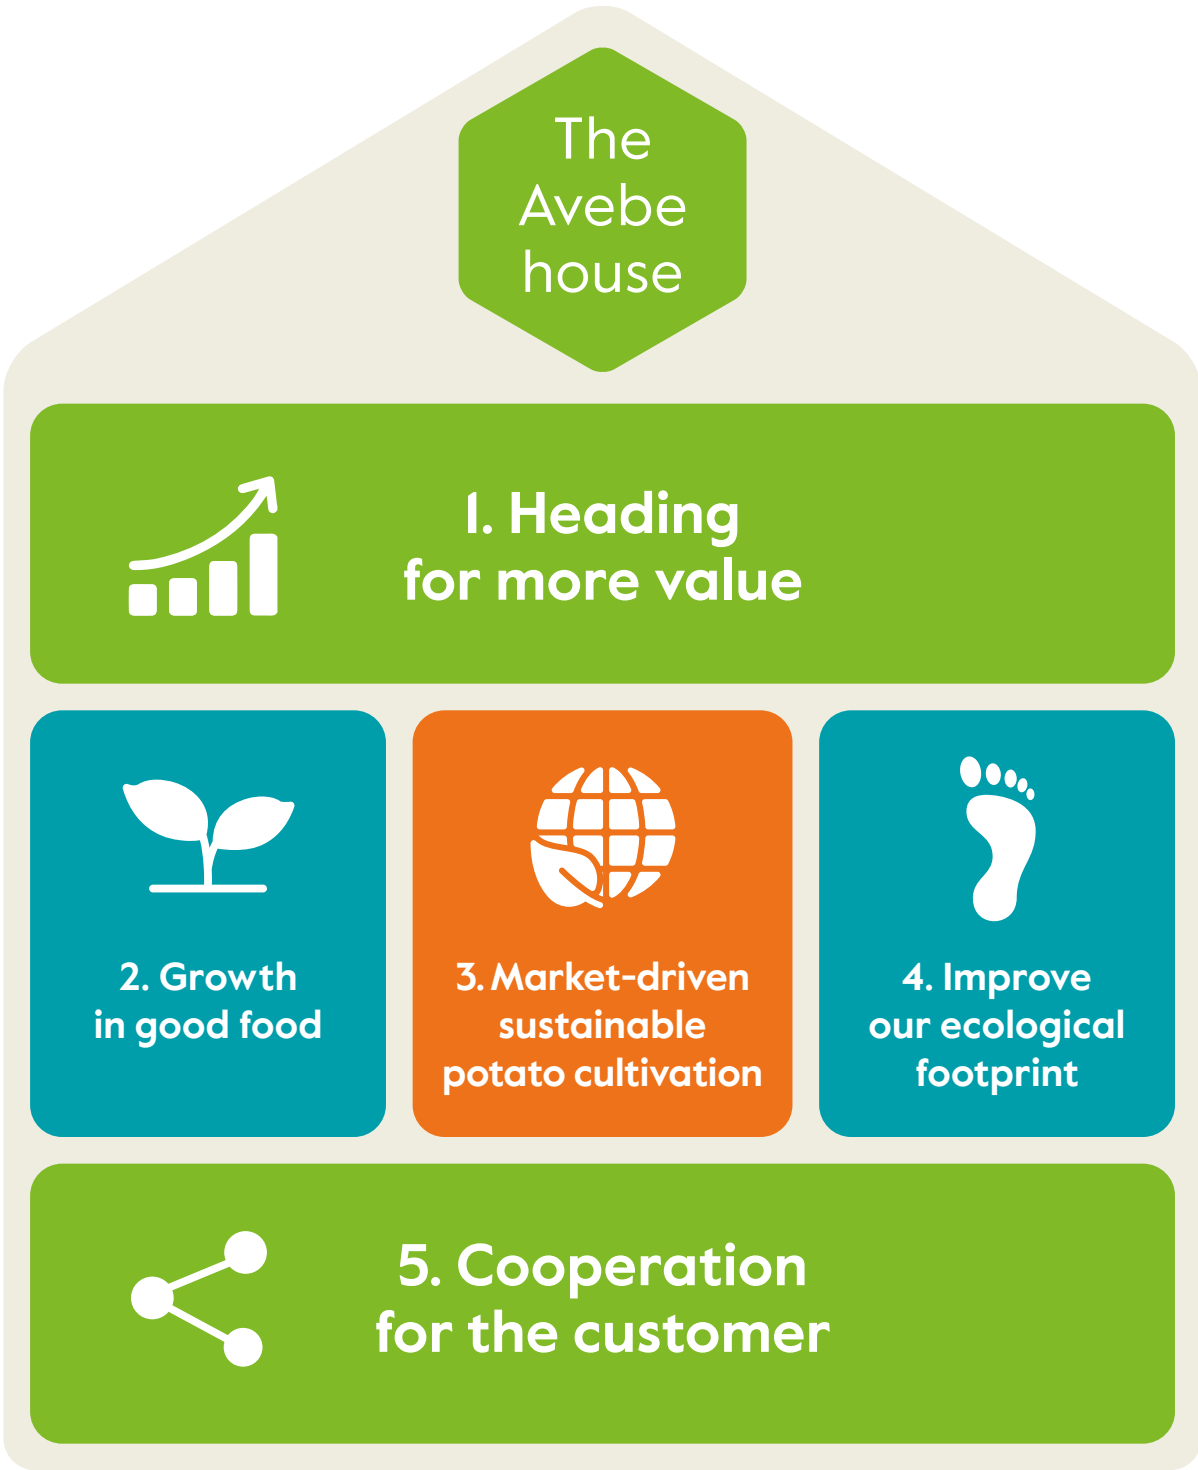 The
Avebe
house
1. Heading
for more value
2. Growth
in good food
3. Market-driven
sustainable
potato cultivation
4. Improve
our ecological
footprint
5. Cooperation
for the customer